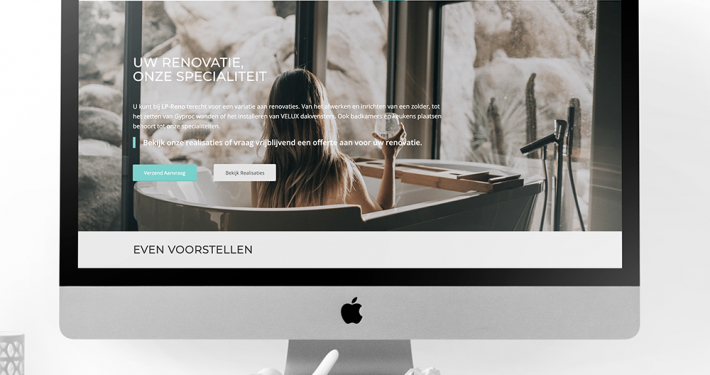 UW RENOVATIE,
ONZE SPECIALITEIT
U kunt bij LP-Reno terecht voor een variatie aan renovaties. Van het afwerken en inrichten van een zolder, tot
het zetten van Gyproc wanden of het installeren van VELUX dakvensters. Ook badkamers en keukens plaatsen
behoort tot onze specialiteiten.
Bekijk onze realisaties of vraag vrijblijvend een offerte aan voor uw renovatie.
Verzend Aanvraag
Bekijk Realisaties
EVEN VOORSTELLEN